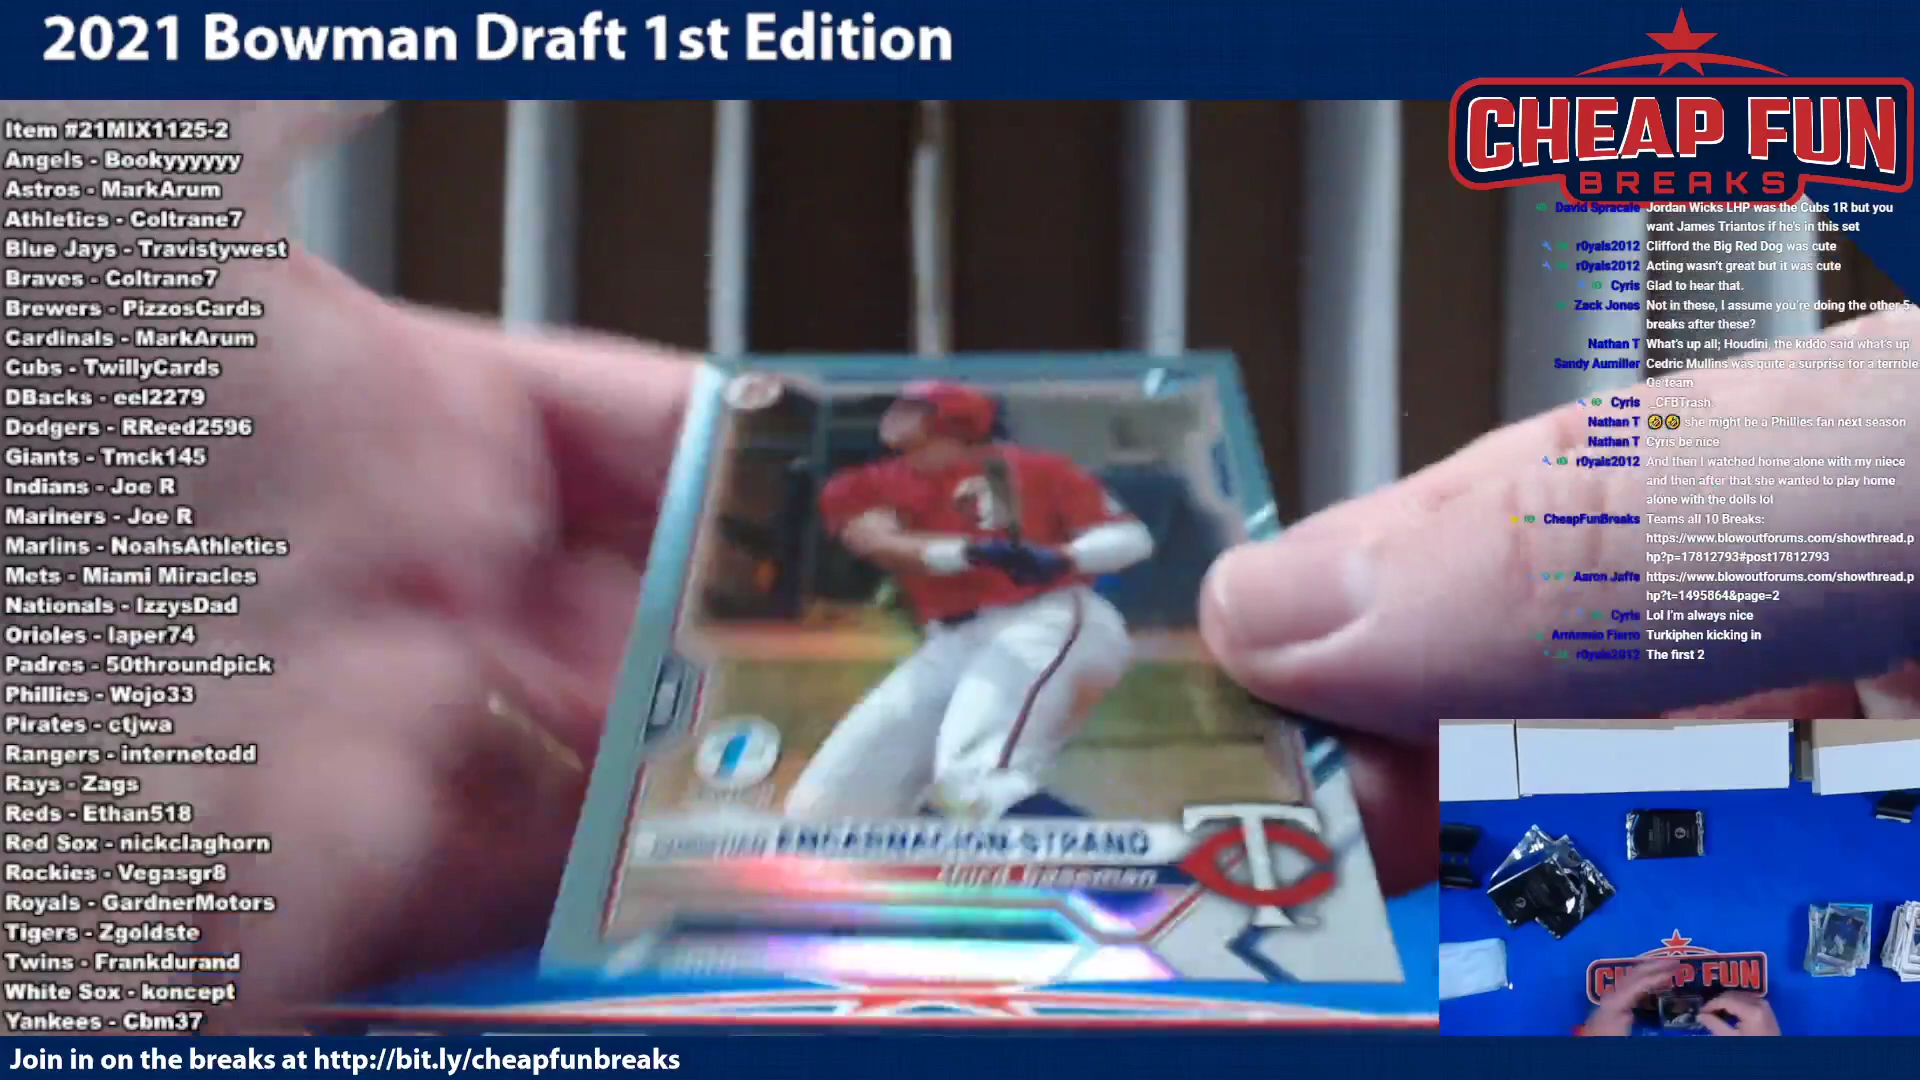 2021 Bowman Draft 1st Edition
Item #21MIX1125-2
Angels - Bookyyyyyy
Astros - MarkArum
Athletics - Coltrane7
Blue Jays - Travistywest
Braves - Coltrane7
Brewers - PizzosCards
Cardinals - MarkArum
Cubs - TwillyCards
DBacks - eel2279
Dodgers - RReed2596
Giants - Tmck145
Indians - Joe R
Mariners - Joe R
Marlins - NoahsAthletics
Mets - Miami Miracles
Nationals - IzzysDad
Orioles - laper74
Padres - 50throundpick
Phillies - Wojo33
Pirates - ctjwa
Rangers - internetodd
Rays - Zags
Reds - Ethan518
Red Sox - nickclaghorn
Rockies - Vegasgr8
Royals - GardnerMotors
Tigers - Zgoldste
Twins - Frankdurand
White Sox - koncept
Yankees - Cbm37
ENCARNACION-STRAND
third baseman
TC
CHEAP FUN
BREAKS
David Spracale Jordan Wicks LHP was the Cubs 1R but you
want James Triantos if he's in this set
r0yals2012 Clifford the Big Red Dog was cute
r0yals2012 Acting wasn't great but it was cute
Cyris Glad to hear that.
Zack Jones Not in these, I assume you're doing the other 5
breaks after these?
Nathan T What's up all; Houdini, the kiddo said what's up
Sandy Aumiller Cedric Mullins was quite a surprise for a terrible
Os team
Cyris _CFBTrash
Nathan T 🤣🤣 she might be a Phillies fan next season
Nathan T Cyris be nice
r0yals2012 And then I watched home alone with my niece
and then after that she wanted to play home
alone with the dolls lol
CheapFunBreaks Teams all 10 Breaks:
https://www.blowoutforums.com/showthread.p
hp?p=17812793#post17812793
Aaron Jaffe https://www.blowoutforums.com/showthread.p
hp?t=1495864&page=2
Cyris Lol I'm always nice
Fierro Turkiphen kicking in
r0yals2012 The first 2
CHEAP FUN
Join in on the breaks at http://bit.ly/cheapfunbreaks